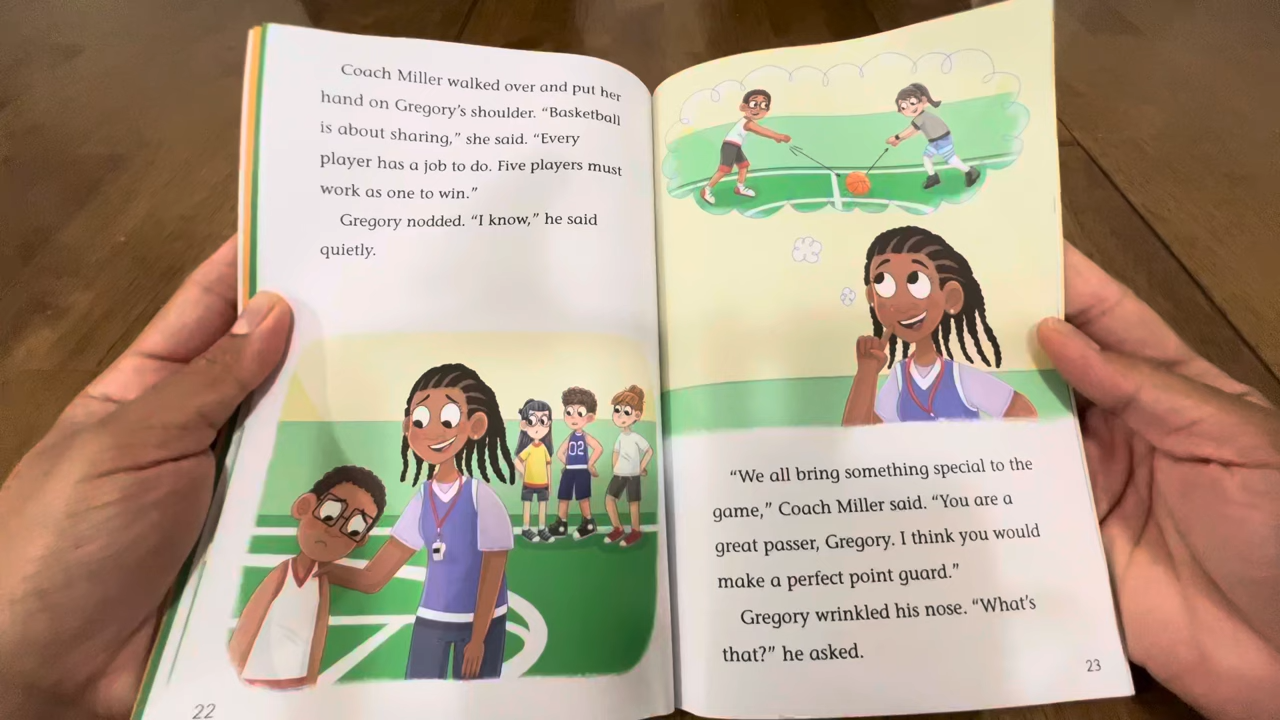 Coach Miller walked over and put her
hand on Gregory's shoulder. “Basketball
is about sharing,” she said. “Every
player has a job to do. Five players must
work as one to win.”
Gregory nodded. “I know,” he said
quietly.
02
22
“We all bring something special to the
game,” Coach Miller said. “You are a
great passer, Gregory. I think you would
make a perfect point guard.”
Gregory wrinkled his nose. “What's
that?” he asked.
23